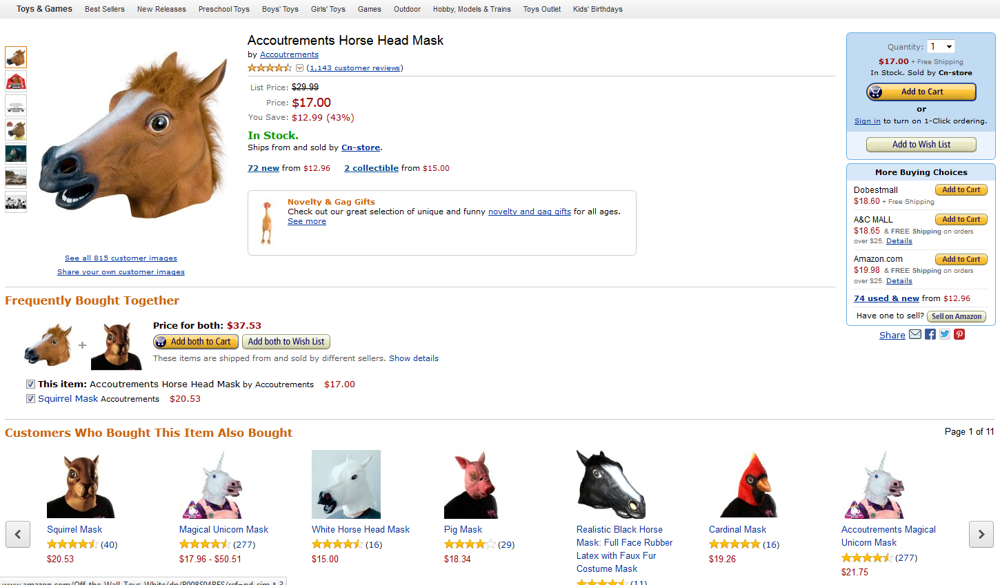 Toys & Games Best Sellers New Releases Preschool Toys Boys' Toys Girls' Toys Games Outdoor Hobby, Models & Trains Toys Outlet Kids' Birthdays
Accoutrements Horse Head Mask
by Accoutrements
(1,143 customer reviews)
List Price: $29.99
Price: $17.00
You Save: $12.99 (43%)
In Stock.
Ships from and sold by Cn-store.
72 new from $12.96 2 collectible from $15.00
Novelty & Gag Gifts
Check out our great selection of unique and funny novelty and gag gifts for all ages.
See more
See all 815 customer images
Share your own customer images
Quantity: 1
$17.00 + Free Shipping
In Stock. Sold by Cn-store
Add to Cart
or
Sign in to turn on 1-Click ordering.
Add to Wish List
More Buying Choices
Dobestmall Add to Cart
$18.60 + Free Shipping
A&C MALL Add to Cart
$18.65 & FREE Shipping on orders
over $25. Details
Amazon.com Add to Cart
$19.98 & FREE Shipping on orders
over $25. Details
74 used & new from $12.96
Have one to sell? Sell on Amazon
Share
Frequently Bought Together
Price for both: $37.53
+
Add both to Cart Add both to Wish List
These items are shipped from and sold by different sellers. Show details
This item: Accoutrements Horse Head Mask by Accoutrements $17.00
Squirrel Mask Accoutrements $20.53
Customers Who Bought This Item Also Bought
Page 1 of 11
Squirrel Mask
(40)
$20.53
Magical Unicorn Mask
(277)
$17.96 - $50.51
White Horse Head Mask
(16)
$15.00
Pig Mask
(29)
$18.34
Realistic Black Horse
Mask: Full Face Rubber
Latex with Faux Fur
Costume Mask
(11)
Cardinal Mask
(16)
$19.26
Accoutrements Magical
Unicorn Mask
(277)
$21.75